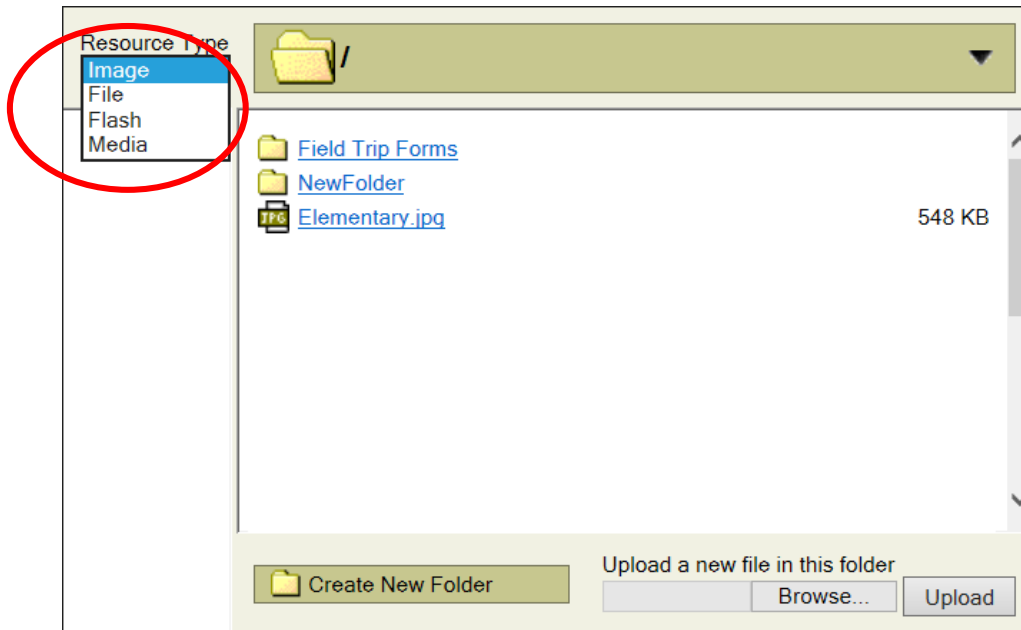 Resource Type
Image
File
Flash
Media
/
Field Trip Forms
NewFolder
JPG
Elementary.jpg 548 KB
Create New Folder
Upload a new file in this folder
Browse...
Upload